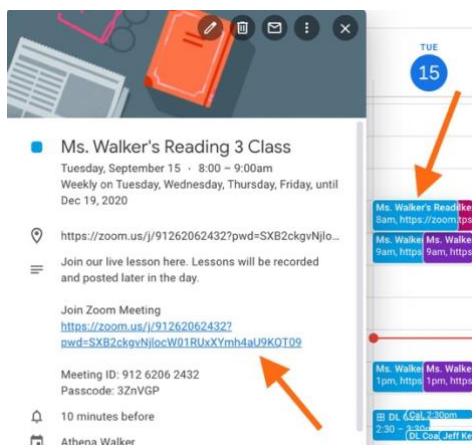 Ms. Walker's Reading 3 Class
Tuesday, September 15 · 8:00 – 9:00am
Weekly on Tuesday, Wednesday, Thursday, Friday, until
Dec 19, 2020
https://zoom.us/j/91262062432?pwd=SXB2ckgvNjlo...
Join our live lesson here. Lessons will be recorded
and posted later in the day.
Join Zoom Meeting
https://zoom.us/j/91262062432?
pwd=SXB2ckgvNjlocW01RUxXYmh4aU9KQT09
Meeting ID: 912 6206 2432
Passcode: 3ZnVGP
10 minutes before
Athena Walker
TUE
15
Ms. Walker's Read
8am, https://zoom.
Ms. Walke Ms. Walke
9am, https 9am, https
Ms. Walke Ms. Walke
1pm, https 1pm, https
DL
2:30 –